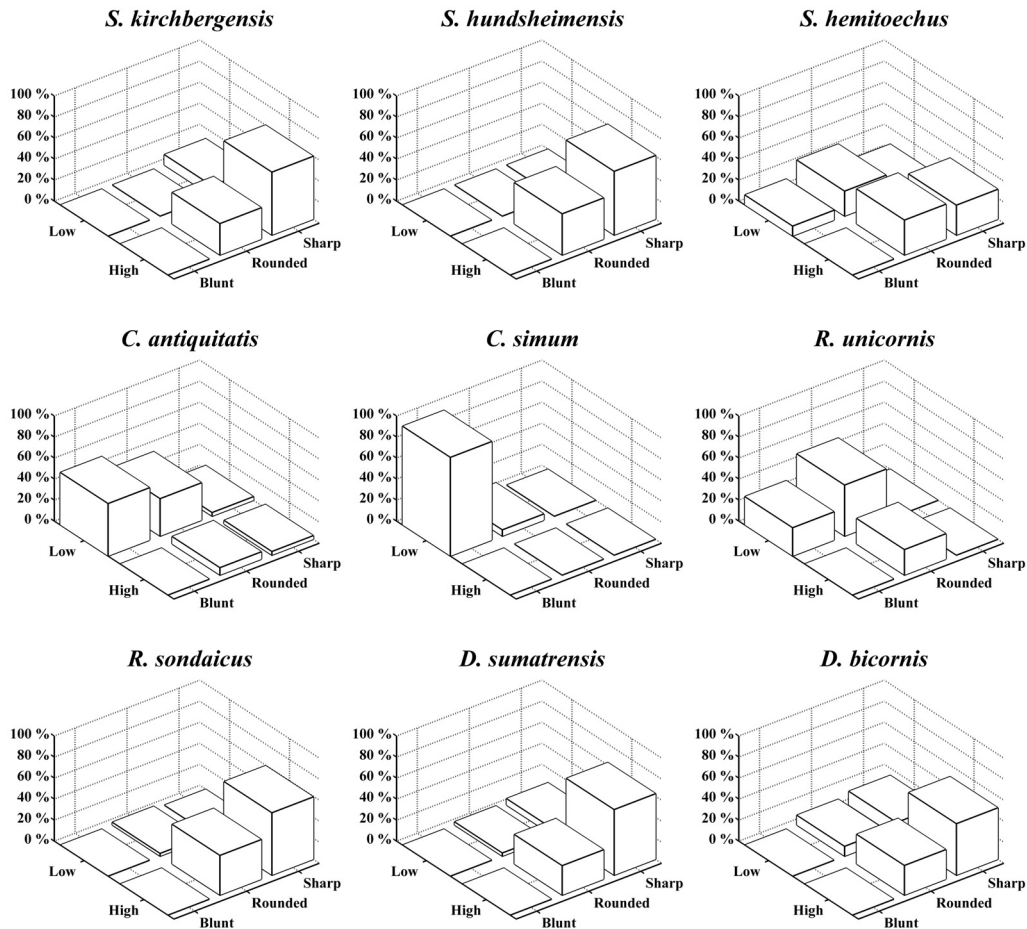 S. kirchbergensis
S. hundsheimensis
S. hemitoechus
100 %
80 %
60 %
40 %
20 %
0 %
Low
High
Blunt
Rounded
Sharp
100 %
80 %
60 %
40 %
20 %
0 %
Low
High
Blunt
Rounded
Sharp
100 %
80 %
60 %
40 %
20 %
0 %
Low
High
Blunt
Rounded
Sharp
C. antiquitatis
C. simum
R. unicornis
100 %
80 %
60 %
40 %
20 %
0 %
Low
High
Blunt
Rounded
Sharp
100 %
80 %
60 %
40 %
20 %
0 %
Low
High
Blunt
Rounded
Sharp
100 %
80 %
60 %
40 %
20 %
0 %
Low
High
Blunt
Rounded
Sharp
R. sondaicus
D. sumatrensis
D. bicornis
100 %
80 %
60 %
40 %
20 %
0 %
Low
High
Blunt
Rounded
Sharp
100 %
80 %
60 %
40 %
20 %
0 %
Low
High
Blunt
Rounded
Sharp
100 %
80 %
60 %
40 %
20 %
0 %
Low
High
Blunt
Rounded
Sharp